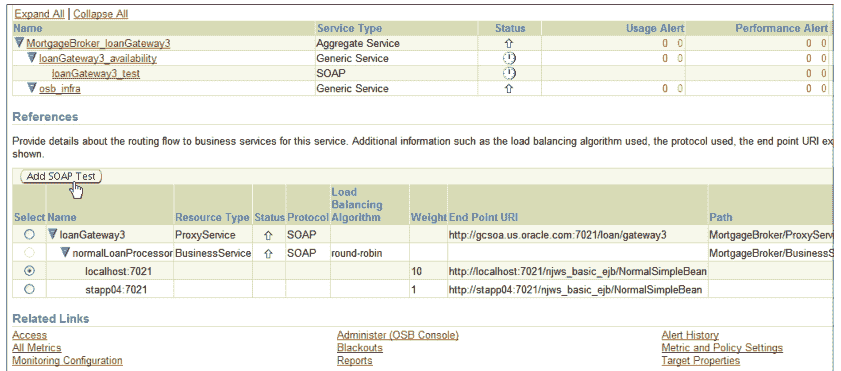 Expand All | Collapse All
Name Service Type Status Usage Alert Performance Alert
MortgageBroker_loanGateway3 Aggregate Service 0 0 0 0
loanGateway3_availability Generic Service 0 0 0 0
loanGateway3_test SOAP 0 0
osb_infra Generic Service 0 0 0 0
References
Provide details about the routing flow to business services for this service. Additional information such as the load balancing algorithm used, the protocol used, the end point URI ex
shown.
Add SOAP Test
Select Name Resource Type Status Protocol Load Balancing Algorithm Weight End Point URI Path
loanGateway3 ProxyService SOAP http://gcsoa.us.oracle.com:7021/loan/gateway3 MortgageBroker/ProxyServ
normalLoanProcessor BusinessService SOAP round-robin MortgageBroker/BusinessS
localhost:7021 10 http://localhost:7021/njws_basic_ejb/NormalSimpleBean
stapp04:7021 1 http://stapp04:7021/njws_basic_ejb/NormalSimpleBean
Related Links
Access Administer (OSB Console) Alert History
All Metrics Blackouts Metric and Policy Settings
Monitoring Configuration Reports Target Properties